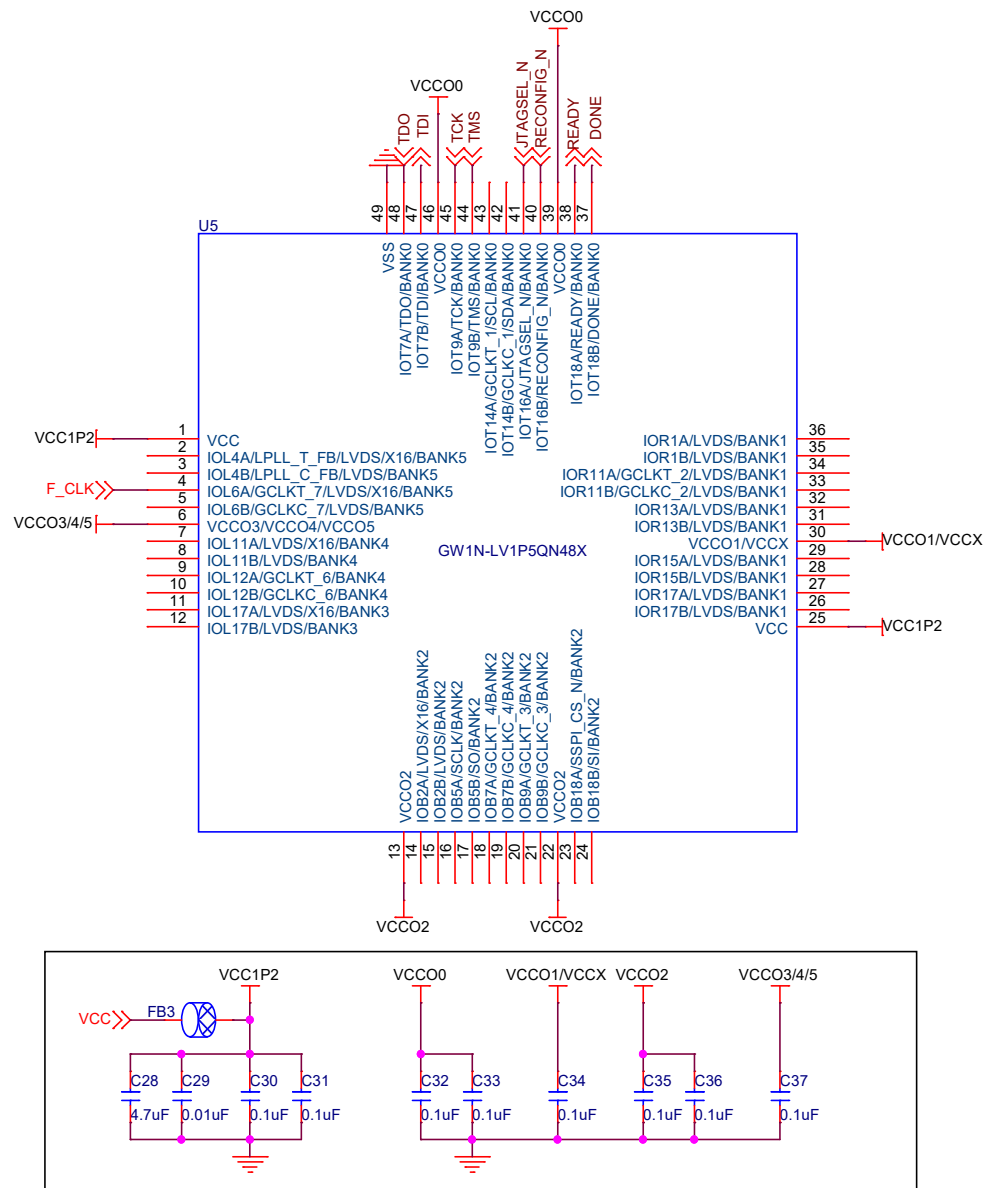 VCCO0
VCCO0
TDO
TDI
TCK
TMS
JTAGSEL_N
RECONFIG_N
READY
DONE
49
48
47
46
45
44
43
42
41
40
39
38
37
U5
VSS
IOT7A/TDO/BANK0
IOT7B/TDI/BANK0
VCCO0
IOT9A/TCK/BANK0
IOT9B/TMS/BANK0
IOT14A/GCLKT_1/SCL/BANK0
IOT14B/GCLKC_1/SDA/BANK0
IOT16A/JTAGSEL_N/BANK0
IOT16B/RECONFIG_N/BANK0
VCCO0
IOT18A/READY/BANK0
IOT18B/DONE/BANK0
VCC1P2
1 VCC
2 IOL4A/LPLL_T_FB/LVDS/X16/BANK5
3 IOL4B/LPLL_C_FB/LVDS/BANK5
F_CLK
4 IOL6A/GCLKT_7/LVDS/X16/BANK5
5 IOL6B/GCLKC_7/LVDS/BANK5
VCCO3/4/5
6 VCCO3/VCCO4/VCCO5
7 IOL11A/LVDS/X16/BANK4
8 IOL11B/LVDS/BANK4
9 IOL12A/GCLKT_6/BANK4
10 IOL12B/GCLKC_6/BANK4
11 IOL17A/LVDS/X16/BANK3
12 IOL17B/LVDS/BANK3
GW1N-LV1P5QN48X
IOR1A/LVDS/BANK1 36
IOR1B/LVDS/BANK1 35
IOR11A/GCLKT_2/LVDS/BANK1 34
IOR11B/GCLKC_2/LVDS/BANK1 33
IOR13A/LVDS/BANK1 32
IOR13B/LVDS/BANK1 31
VCCO1/VCCX 30
VCCO1/VCCX
IOR15A/LVDS/BANK1 29
IOR15B/LVDS/BANK1 28
IOR17A/LVDS/BANK1 27
IOR17B/LVDS/BANK1 26
VCC 25
VCC1P2
VCCO2
IOB2A/LVDS/X16/BANK2
IOB2B/LVDS/BANK2
IOB5A/SCLK/BANK2
IOB5B/SO/BANK2
IOB7A/GCLKT_4/BANK2
IOB7B/GCLKC_4/BANK2
IOB9A/GCLKT_3/BANK2
IOB9B/GCLKC_3/BANK2
VCCO2
IOB18A/SSPI_CS_N/BANK2
IOB18B/SI/BANK2
13
14
15
16
17
18
19
20
21
22
23
24
VCCO2
VCCO2
VCC1P2
VCCO0
VCCO1/VCCX
VCCO2
VCCO3/4/5
VCC
FB3
C28
4.7uF
C29
0.01uF
C30
0.1uF
C31
0.1uF
C32
0.1uF
C33
0.1uF
C34
0.1uF
C35
0.1uF
C36
0.1uF
C37
0.1uF